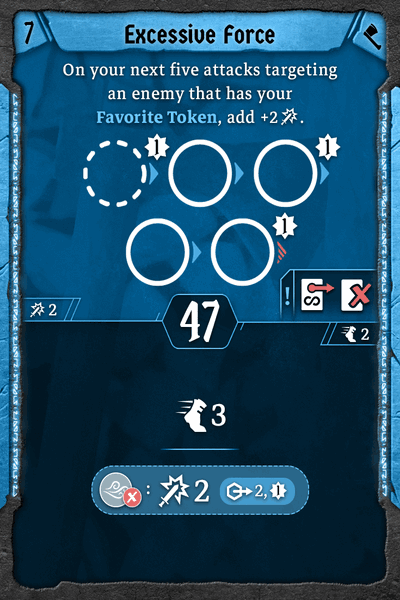 7
Excessive Force
On your next five attacks targeting
an enemy that has your
Favorite Token, add +2.
1
1
1
!
2
47
2
3
: 2 2, 1